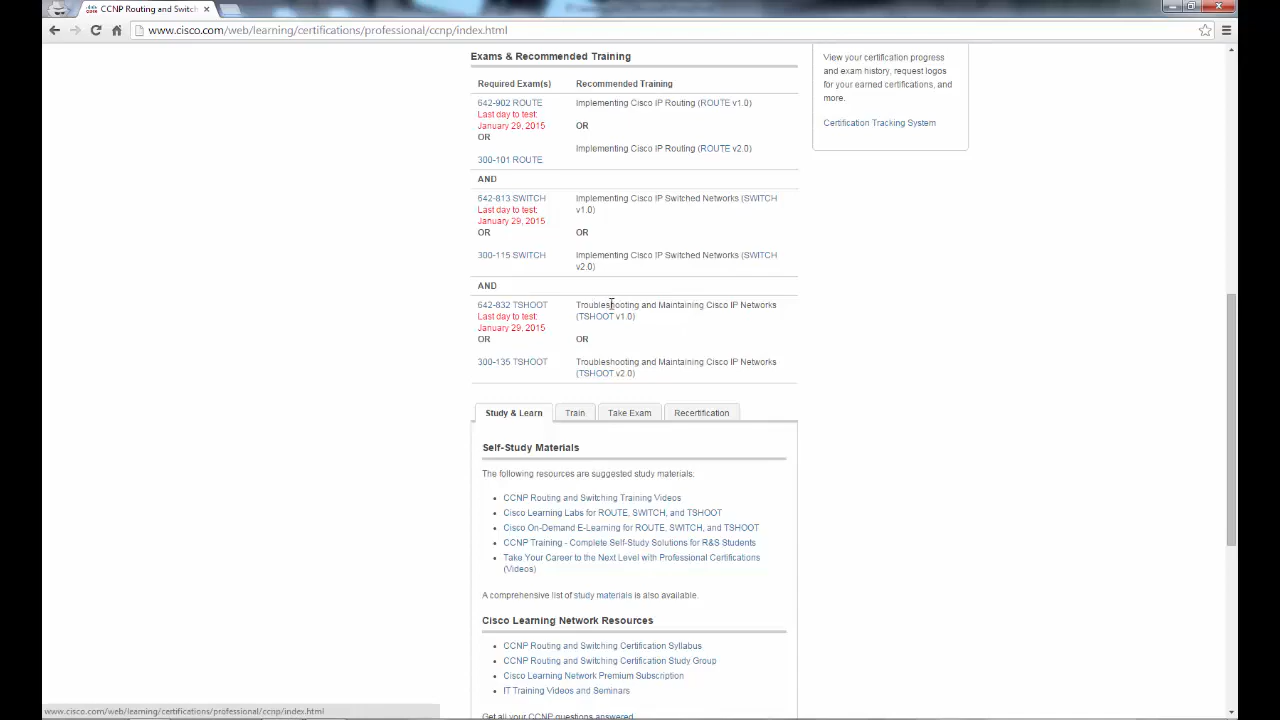 CCNP Routing and Switch
www.cisco.com/web/learning/certifications/professional/ccnp/index.html
Exams & Recommended Training
Required Exam(s) Recommended Training
642-902 ROUTE Implementing Cisco IP Routing (ROUTE v1.0)
Last day to test:
January 29, 2015 OR
OR
Implementing Cisco IP Routing (ROUTE v2.0)
300-101 ROUTE
AND
642-813 SWITCH Implementing Cisco IP Switched Networks (SWITCH
Last day to test: v1.0)
January 29, 2015
OR OR
300-115 SWITCH Implementing Cisco IP Switched Networks (SWITCH
v2.0)
AND
642-832 TSHOOT Troubleshooting and Maintaining Cisco IP Networks
Last day to test: (TSHOOT v1.0)
January 29, 2015
OR OR
300-135 TSHOOT Troubleshooting and Maintaining Cisco IP Networks
(TSHOOT v2.0)
View your certification progress
and exam history, request logos
for your earned certifications, and
more.
Certification Tracking System
Study & Learn Train Take Exam Recertification
Self-Study Materials
The following resources are suggested study materials.
CCNP Routing and Switching Training Videos
Cisco Learning Labs for ROUTE, SWITCH, and TSHOOT
Cisco On-Demand E-Learning for ROUTE, SWITCH, and TSHOOT
CCNP Training - Complete Self-Study Solutions for R&S Students
Take Your Career to the Next Level with Professional Certifications
(Videos)
A comprehensive list of study materials is also available.
Cisco Learning Network Resources
CCNP Routing and Switching Certification Syllabus
CCNP Routing and Switching Certification Study Group
Cisco Learning Network Premium Subscription
IT Training Videos and Seminars
Get all your CCNP questions answered
www.cisco.com/web/learning/certifications/professional/ccnp/index.html